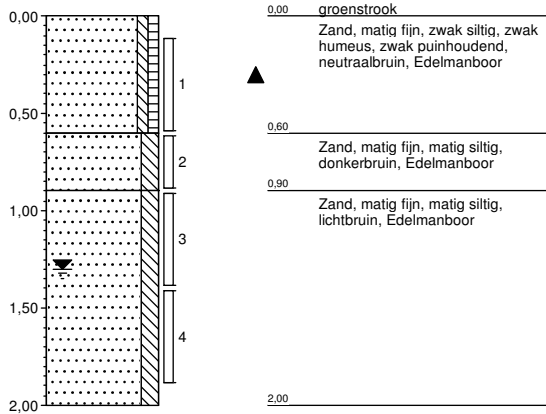 0,00
0,50
1,00
1,50
2,00
1
2
3
4
0,00
groenstrook
Zand, matig fijn, zwak siltig, zwak
humeus, zwak puinhoudend,
neutraalbruin, Edelmanboor
0,60
Zand, matig fijn, matig siltig,
donkerbruin, Edelmanboor
0,90
Zand, matig fijn, matig siltig,
lichtbruin, Edelmanboor
2,00